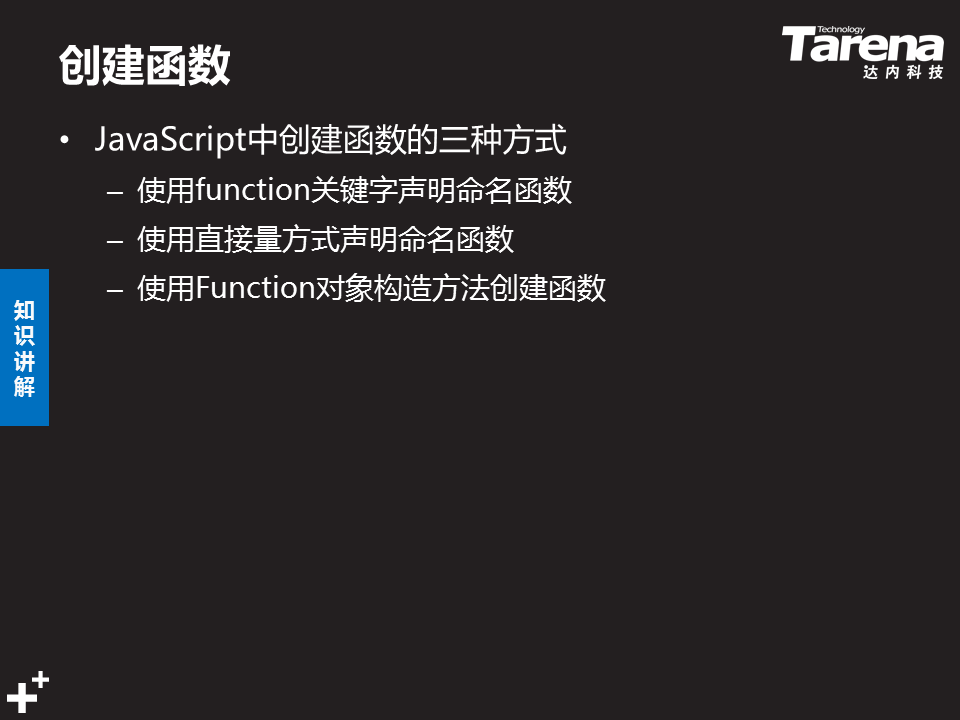 创建函数
Technology
Tarena
达内科技
• JavaScript中创建函数的三种方式
– 使用function关键字声明命名函数
– 使用直接量方式声明命名函数
– 使用Function对象构造方法创建函数
知识讲解